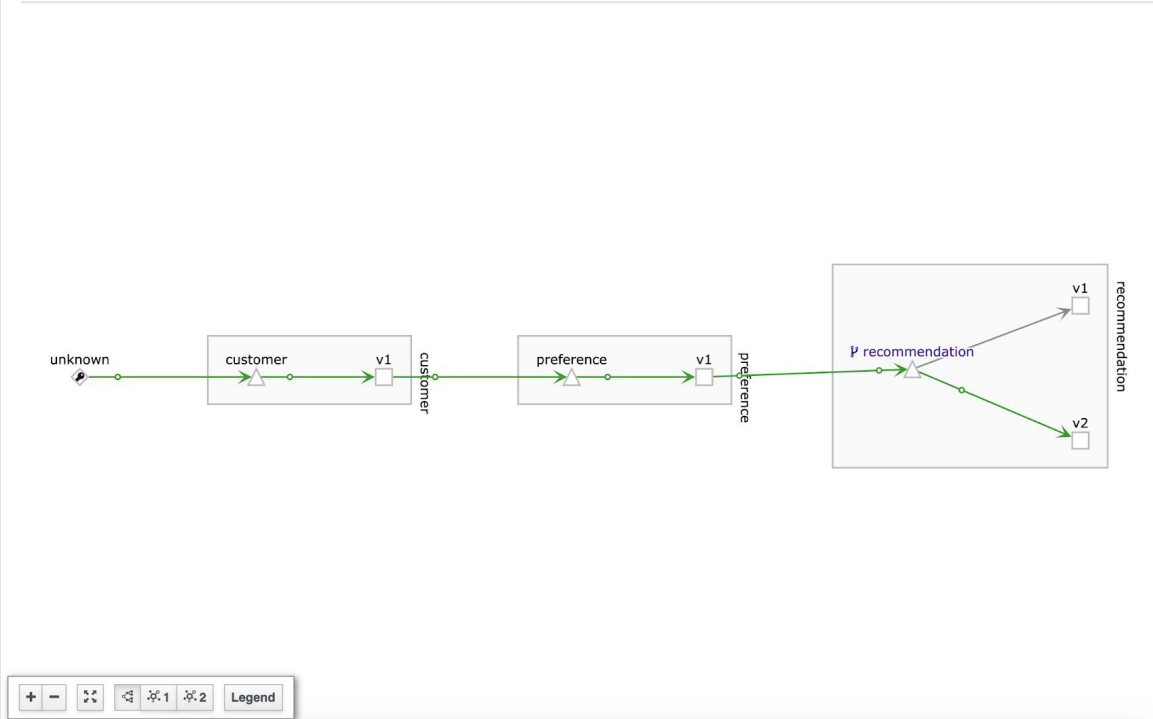 unknown
customer
v1
customer
preference
v1
preference
recommendation
v1
v2
recommendation
1
2
Legend